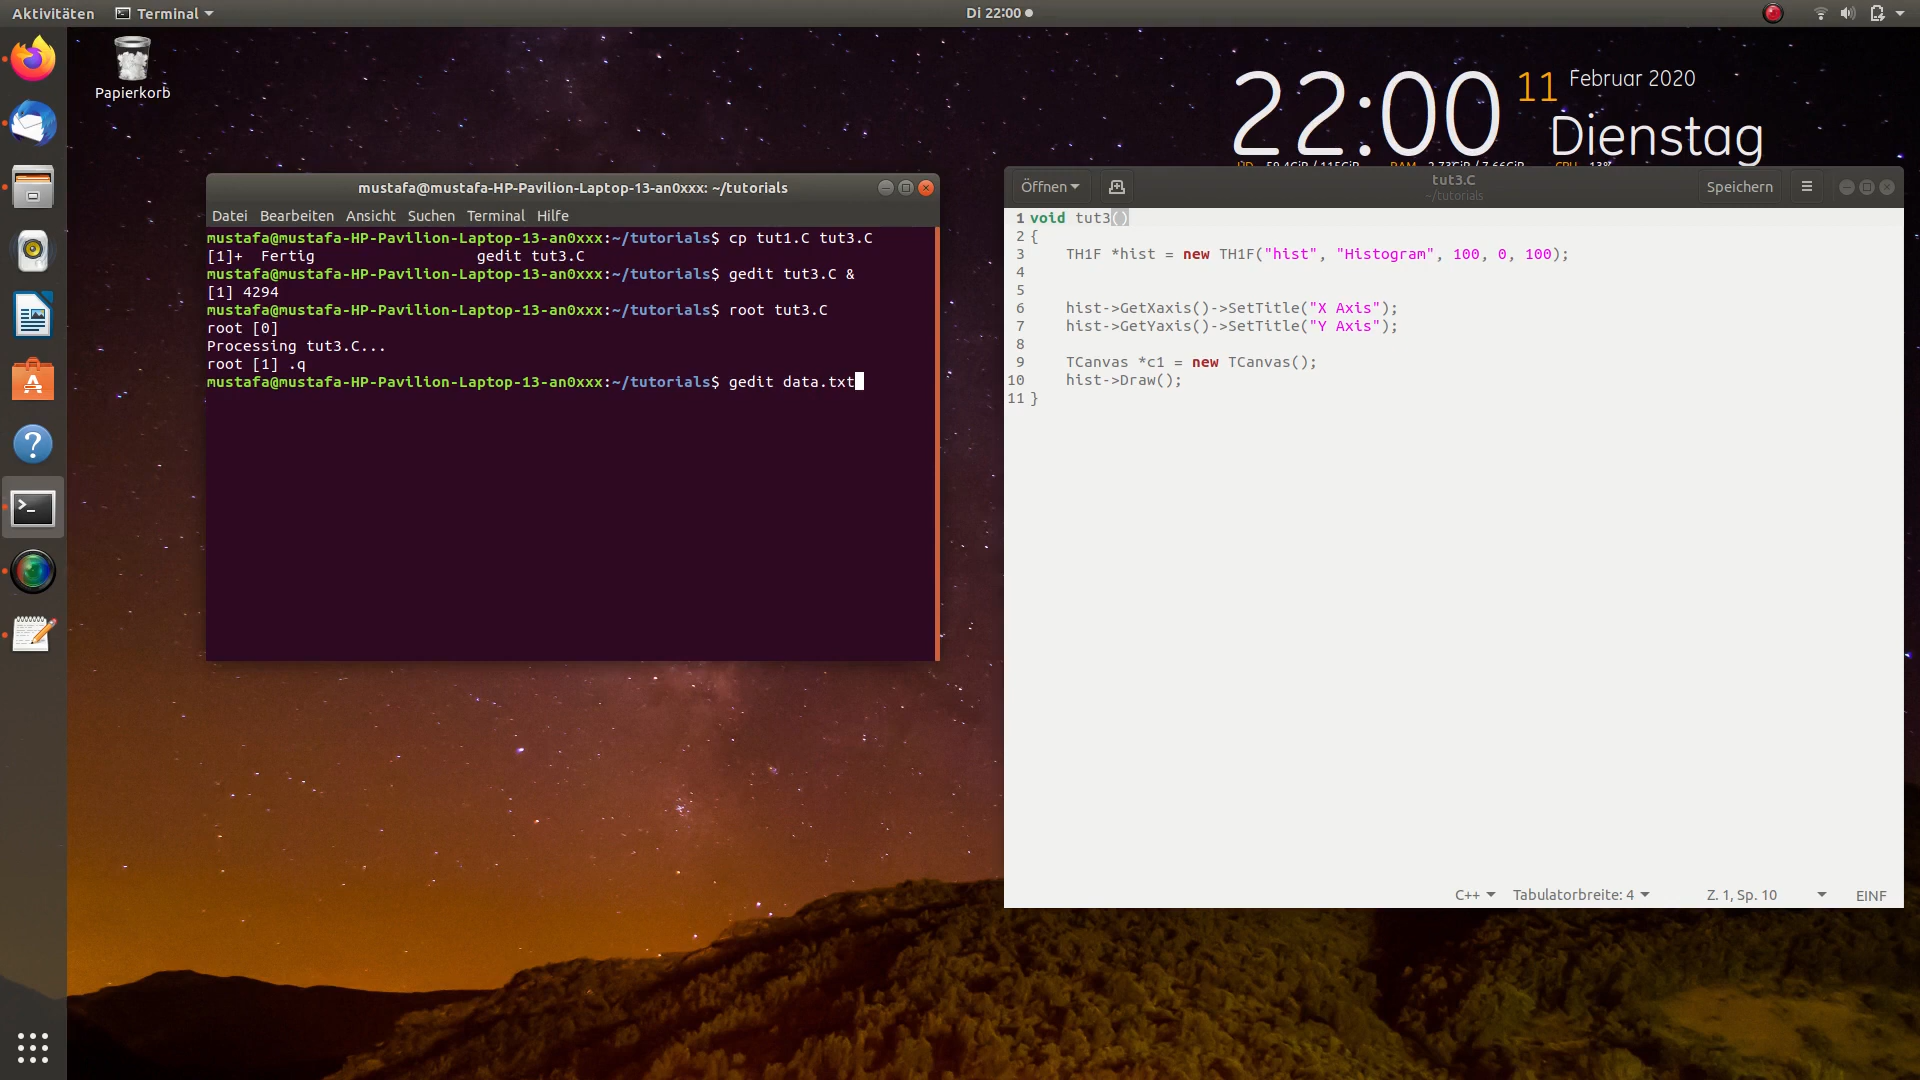 Aktivitäten Terminal Di 22:00
Papierkorb
22:00 11 Februar 2020
Dienstag
mustafa@mustafa-HP-Pavilion-Laptop-13-an0xxx: ~/tutorials
Datei Bearbeiten Ansicht Suchen Terminal Hilfe
mustafa@mustafa-HP-Pavilion-Laptop-13-an0xxx:~/tutorials$ cp tut1.C tut3.C
[1]+  Fertig                  gedit tut3.C
mustafa@mustafa-HP-Pavilion-Laptop-13-an0xxx:~/tutorials$ gedit tut3.C &
[1] 4294
mustafa@mustafa-HP-Pavilion-Laptop-13-an0xxx:~/tutorials$ root tut3.C
root [0]
Processing tut3.C...
root [1] .q
mustafa@mustafa-HP-Pavilion-Laptop-13-an0xxx:~/tutorials$ gedit data.txt
Öffnen tut3.C Speichern
~/tutorials
1 void tut3()
2 {
3     TH1F *hist = new TH1F("hist", "Histogram", 100, 0, 100);
4
5
6     hist->GetXaxis()->SetTitle("X Axis");
7     hist->GetYaxis()->SetTitle("Y Axis");
8
9     TCanvas *c1 = new TCanvas();
10     hist->Draw();
11 }
C++ Tabulatorbreite: 4 Z. 1, Sp. 10 EINF